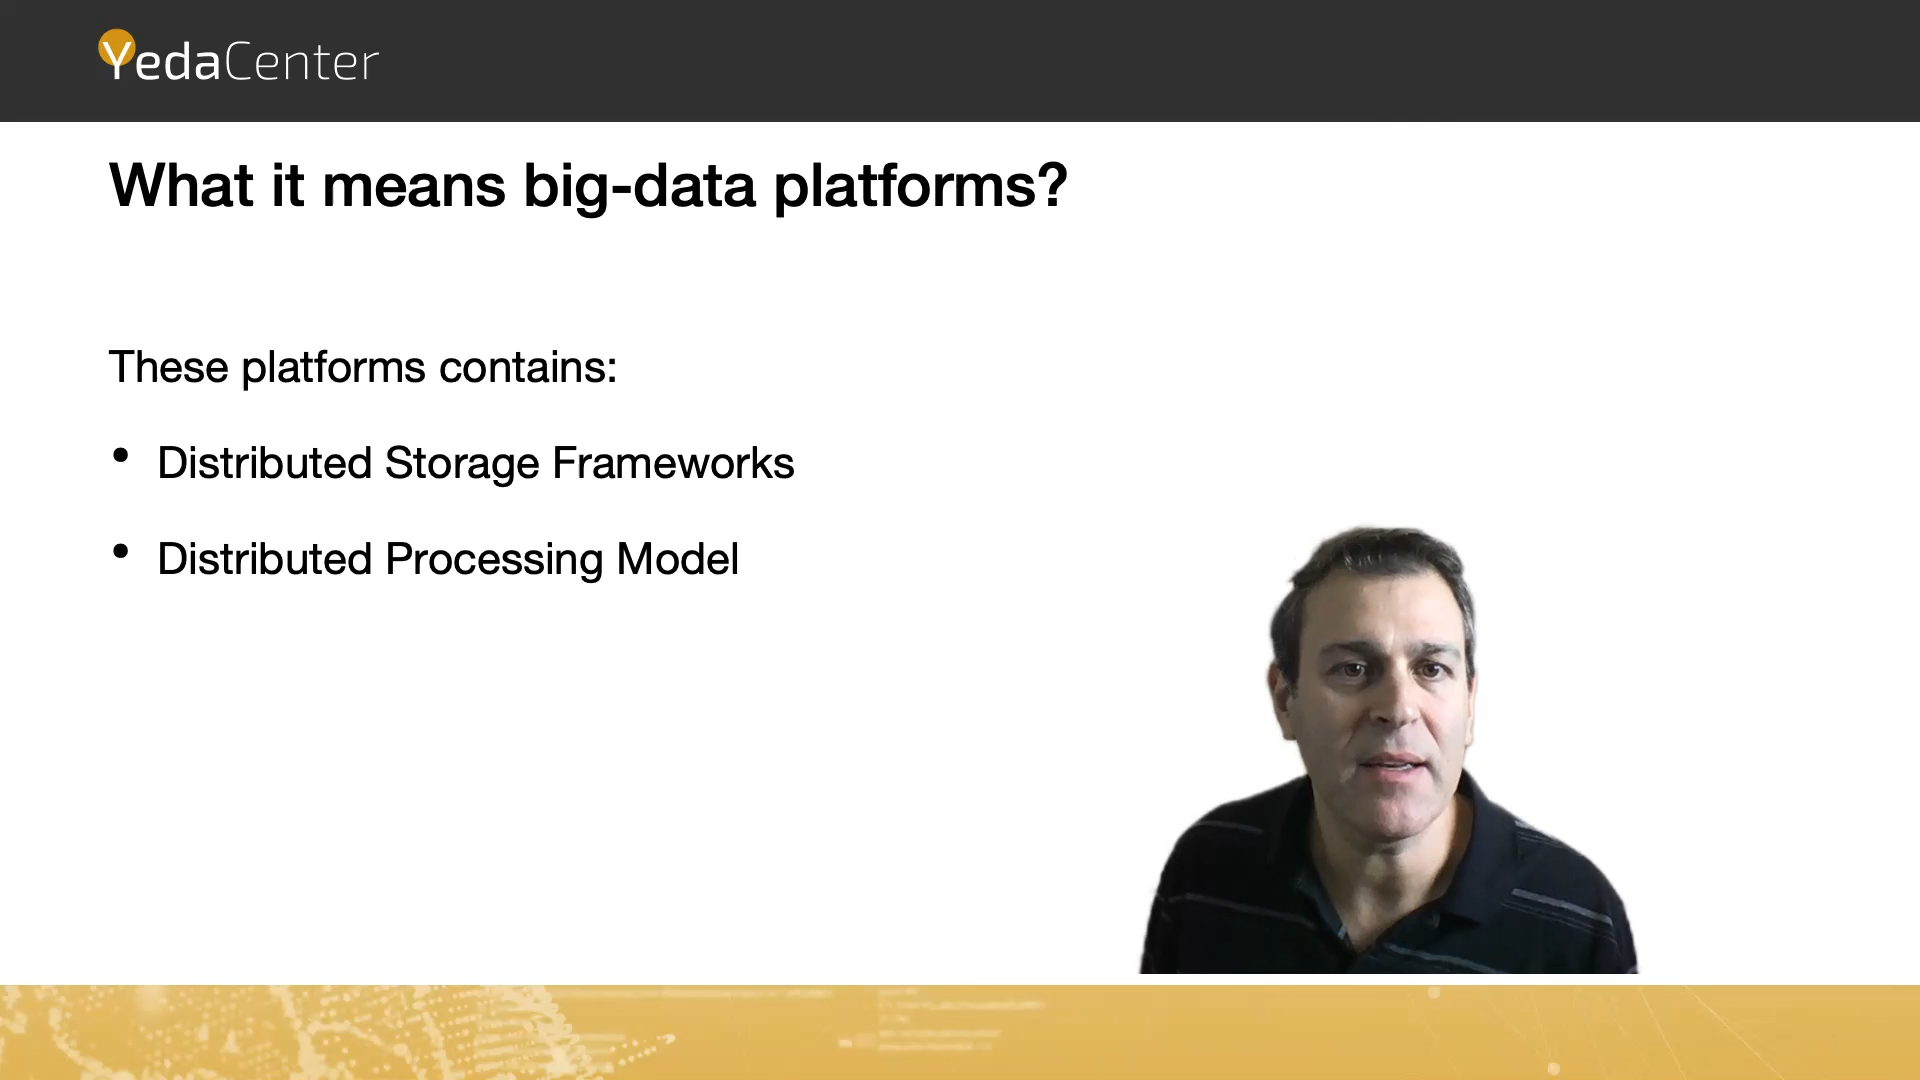 YedaCenter
What it means big-data platforms?
These platforms contains:
• Distributed Storage Frameworks
• Distributed Processing Model